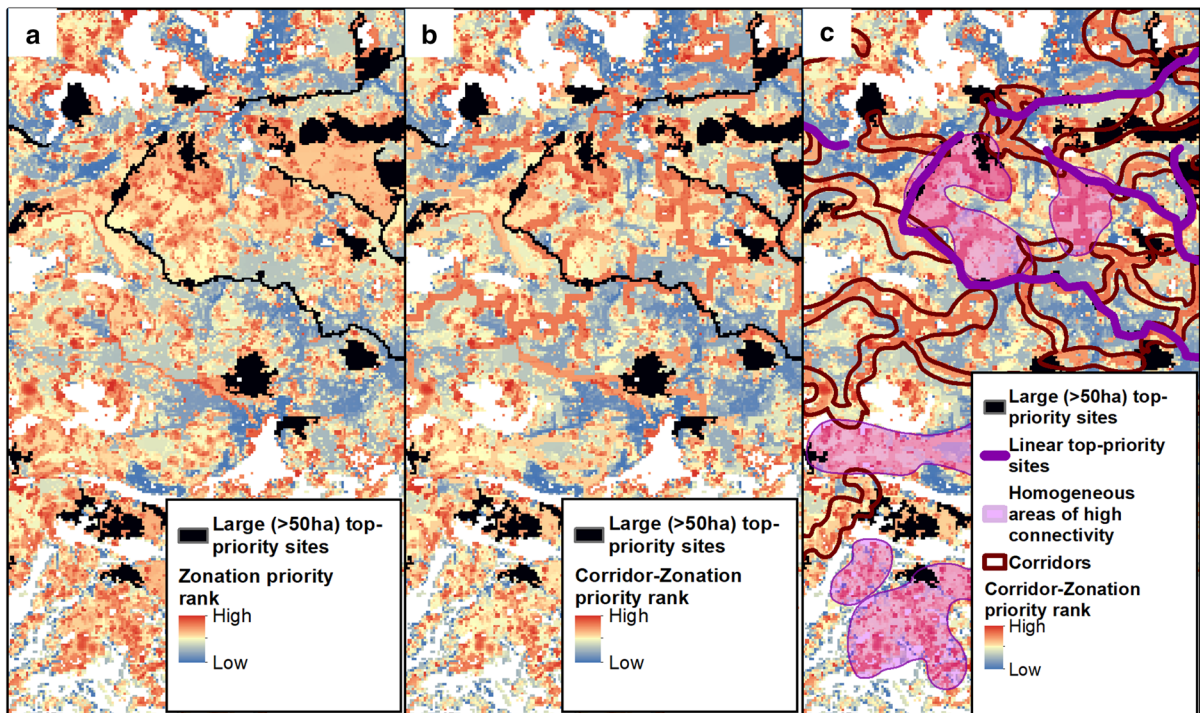 a
Large (>50ha) top-
priority sites
Zonation priority
rank
High
Low
b
Large (>50ha) top-
priority sites
Corridor-Zonation
priority rank
High
Low
c
Large (>50ha) top-
priority sites
Linear top-priority
sites
Homogeneous
areas of high
connectivity
Corridors
Corridor-Zonation
priority rank
High
Low